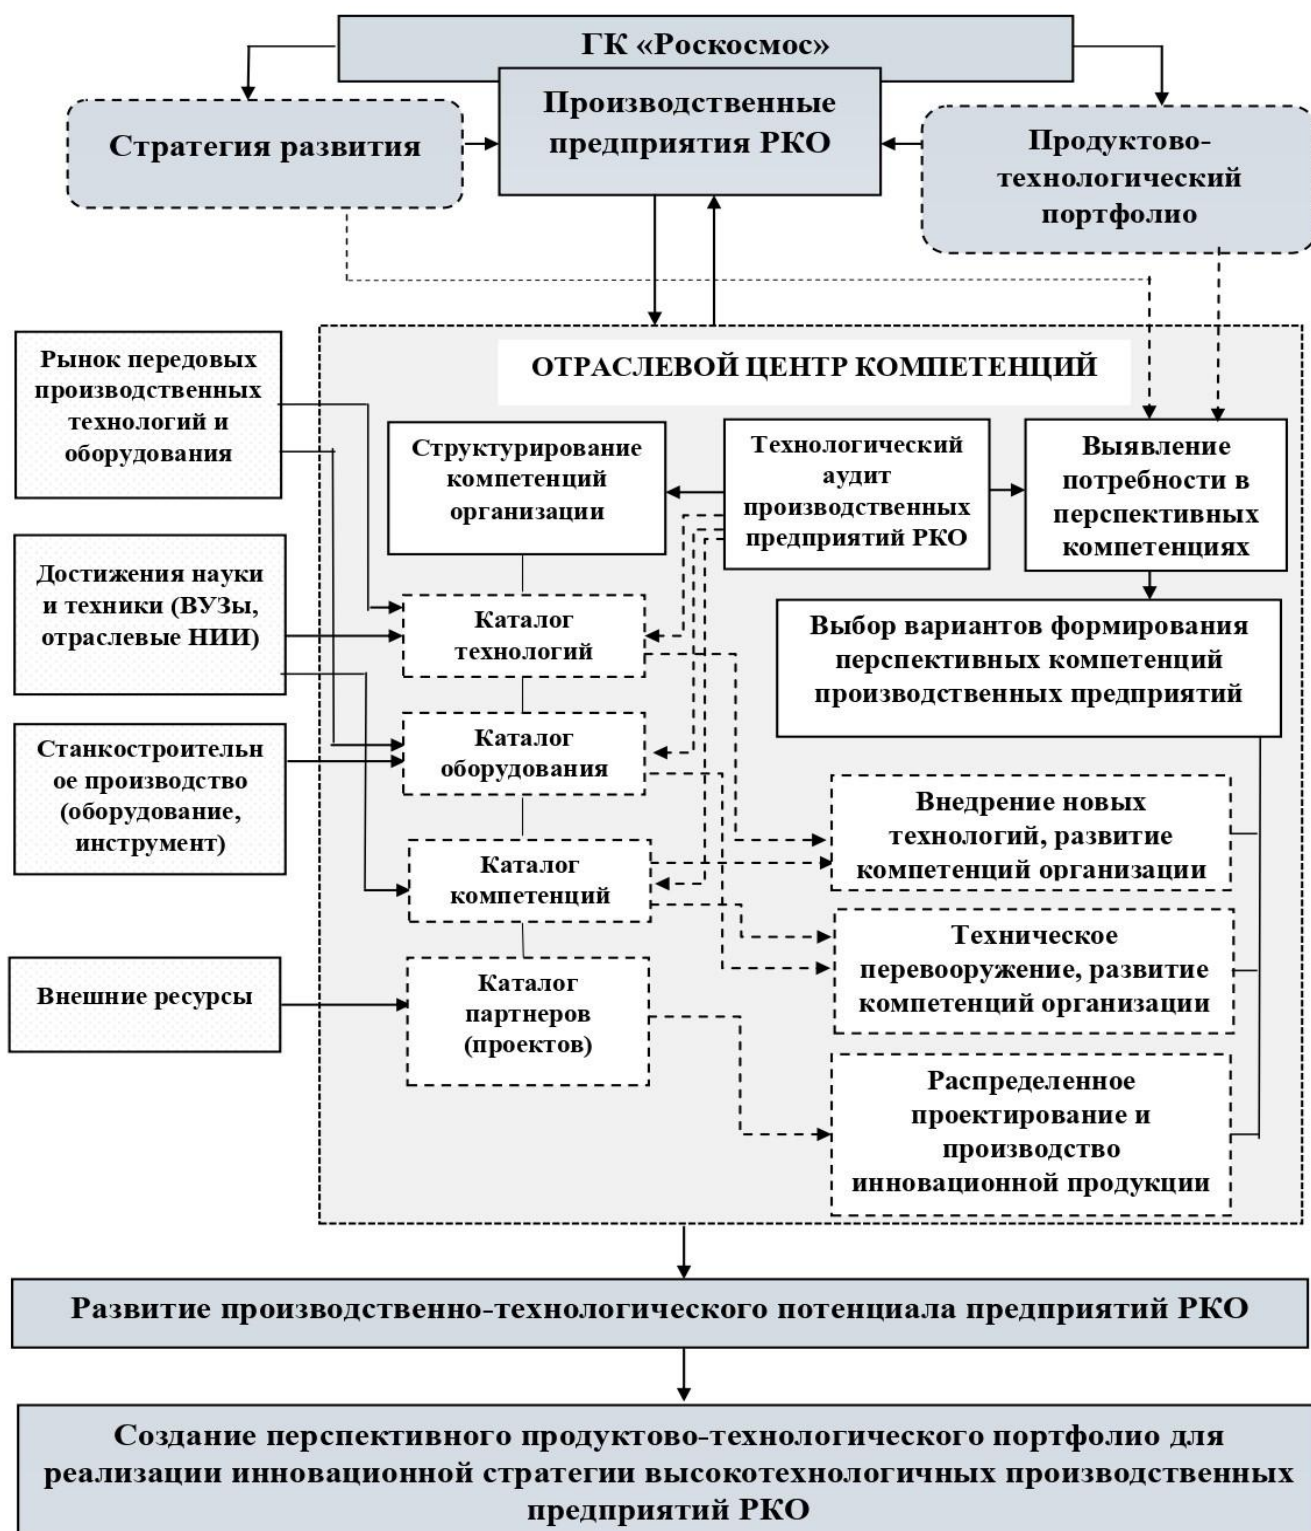 ГК «Роскосмос»
Производственные
предприятия РКО
Стратегия развития
Продуктово-
технологический
портфолио
Рынок передовых
производственных
технологий и
оборудования
ОТРАСЛЕВОЙ ЦЕНТР КОМПЕТЕНЦИЙ
Структурирование
компетенций
организации
Технологический
аудит
производственных
предприятий РКО
Выявление
потребности в
перспективных
компетенциях
Достижения науки
и техники (ВУЗы,
отраслевые НИИ)
Каталог
технологий
Выбор вариантов формирования
перспективных компетенций
производственных предприятий
Станкостроительн
ое производство
(оборудование,
инструмент)
Каталог
оборудования
Внедрение новых
технологий, развитие
компетенций организации
Каталог
компетенций
Техническое
перевооружение, развитие
компетенций организации
Внешние ресурсы
Каталог
партнеров
(проектов)
Распределенное
проектирование и
производство
инновационной продукции
Развитие производственно-технологического потенциала предприятий РКО
Создание перспективного продуктово-технологического портфолио для
реализации инновационной стратегии высокотехнологичных производственных
предприятий РКО